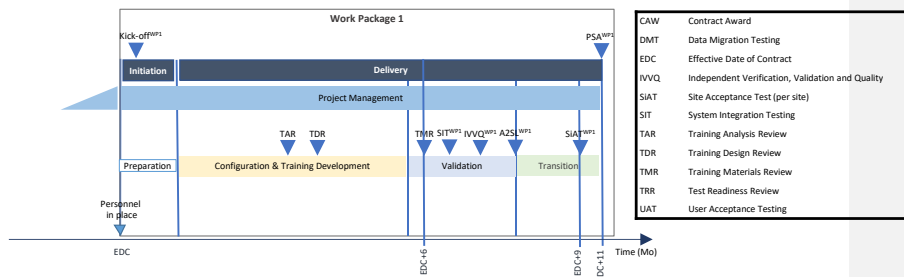 Work Package 1
Kick-offWP1
PSAWP1
Initiation
Delivery
Project Management
TAR
TDR
TMR
SITWP1
IVVQWP1
A2SLWP1
SiATWP1
Preparation
Configuration & Training Development
Validation
Transition
Personnel
in place
EDC
EDC+6
EDC+9
DC+11
Time (Mo)
CAW Contract Award
DMT Data Migration Testing
EDC Effective Date of Contract
IVVQ Independent Verification, Validation and Quality
SiAT Site Acceptance Test (per site)
SIT System Integration Testing
TAR Training Analysis Review
TDR Training Design Review
TMR Training Materials Review
TRR Test Readiness Review
UAT User Acceptance Testing